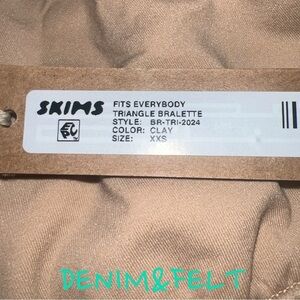 SKIMS
FITS EVERYBODY
TRIANGLE BRALETTE
STYLE: BR-TRI-2024
COLOR: CLAY
SIZE: XXS
DENIM&FELT